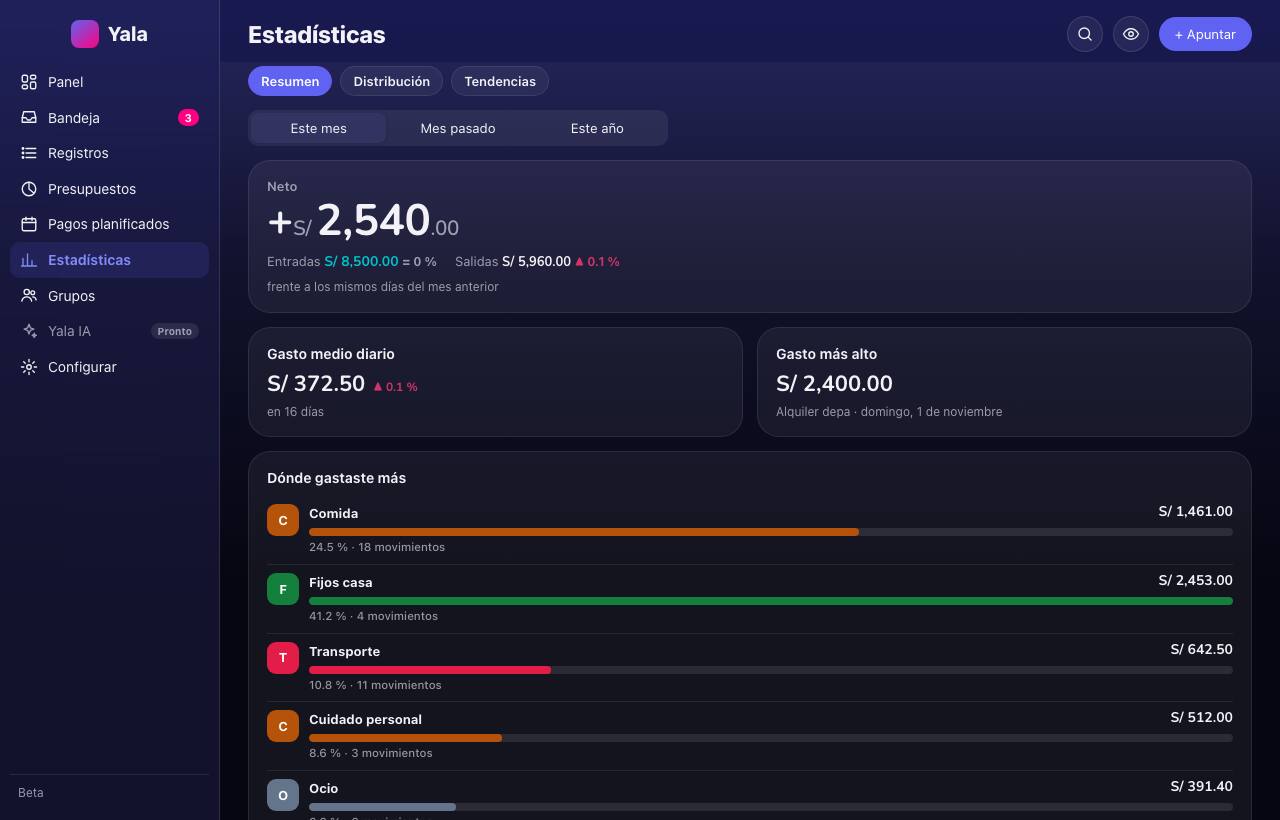 Yala
Panel
Bandeja 3
Registros
Presupuestos
Pagos planificados
Estadísticas
Grupos
Yala IA Pronto
Configurar
Beta
Estadísticas
+ Apuntar
Resumen Distribución Tendencias
Este mes Mes pasado Este año
Neto
+S/ 2,540.00
Entradas S/ 8,500.00 = 0 % Salidas S/ 5,960.00 ▲ 0.1 %
frente a los mismos días del mes anterior
Gasto medio diario
S/ 372.50 ▲ 0.1 %
en 16 días
Gasto más alto
S/ 2,400.00
Alquiler depa · domingo, 1 de noviembre
Dónde gastaste más
C Comida S/ 1,461.00
24.5 % · 18 movimientos
F Fijos casa S/ 2,453.00
41.2 % · 4 movimientos
T Transporte S/ 642.50
10.8 % · 11 movimientos
C Cuidado personal S/ 512.00
8.6 % · 3 movimientos
O Ocio S/ 391.40